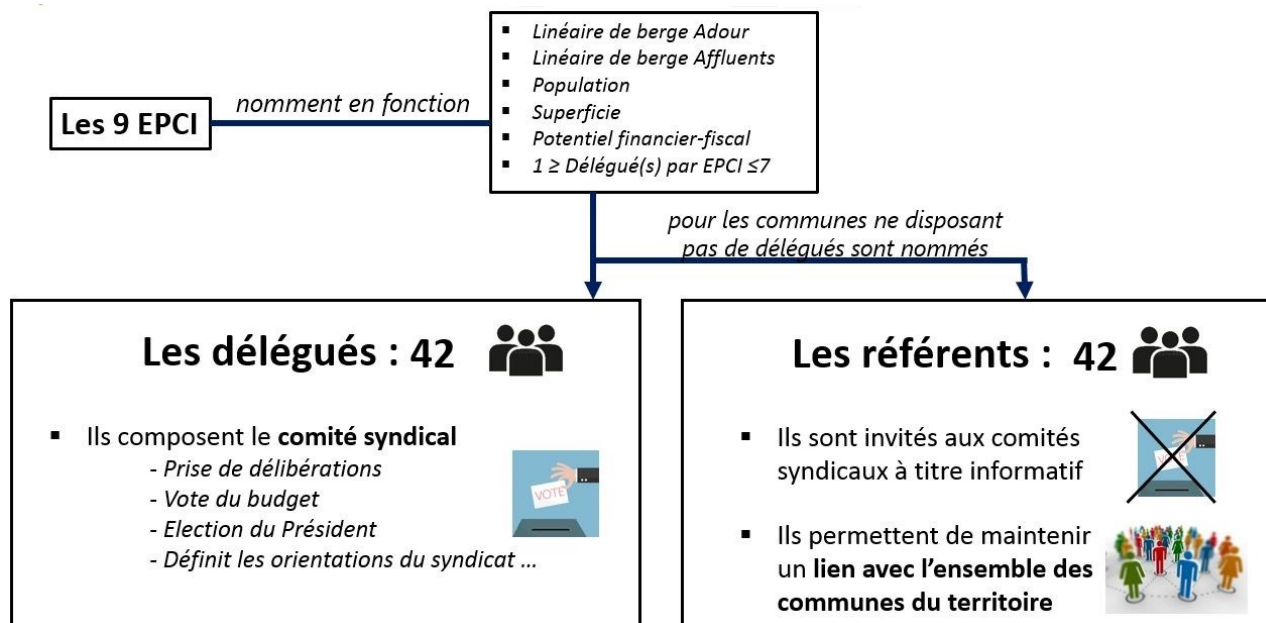 ▪ Linéaire de berge Adour
▪ Linéaire de berge Affluents
▪ Population
▪ Superficie
▪ Potentiel financier-fiscal
▪ 1 ≥ Délégué(s) par EPCI ≤7
Les 9 EPCI
nomment en fonction
pour les communes ne disposant
pas de délégués sont nommés
Les délégués : 42
▪ Ils composent le comité syndical
- Prise de délibérations
- Vote du budget
- Election du Président
- Définit les orientations du syndicat ...
VOTE
Les référents : 42
▪ Ils sont invités aux comités
syndicaux à titre informatif
VOTE
▪ Ils permettent de maintenir
un lien avec l'ensemble des
communes du territoire